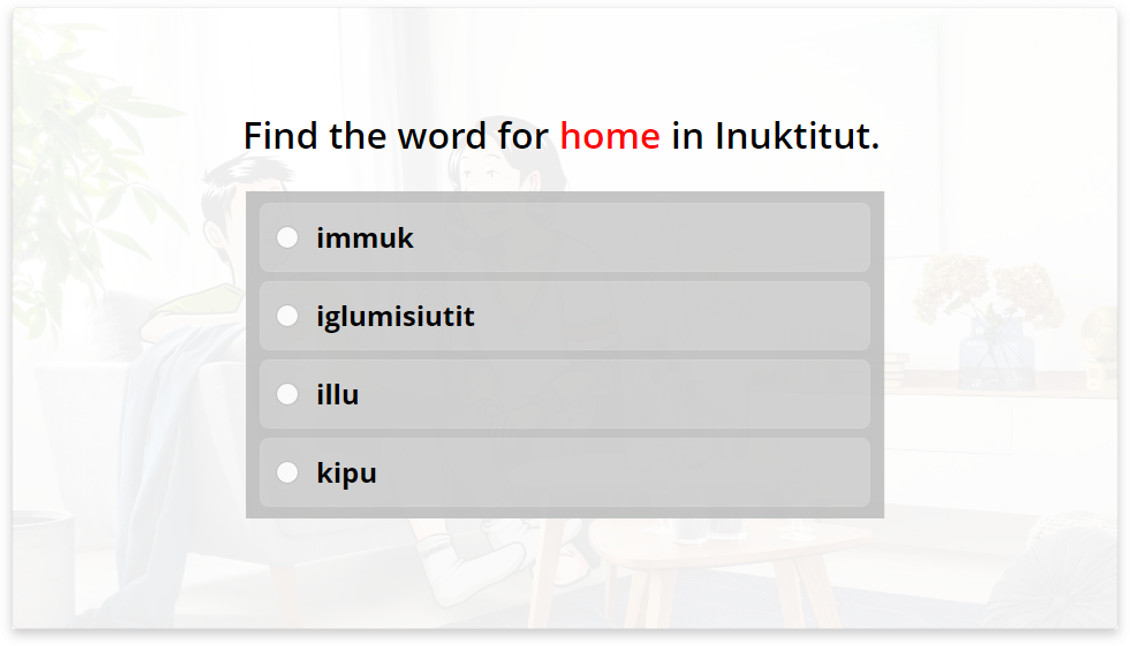 Find the word for home in Inuktitut.
immuk
iglumisiutit
illu
kipu